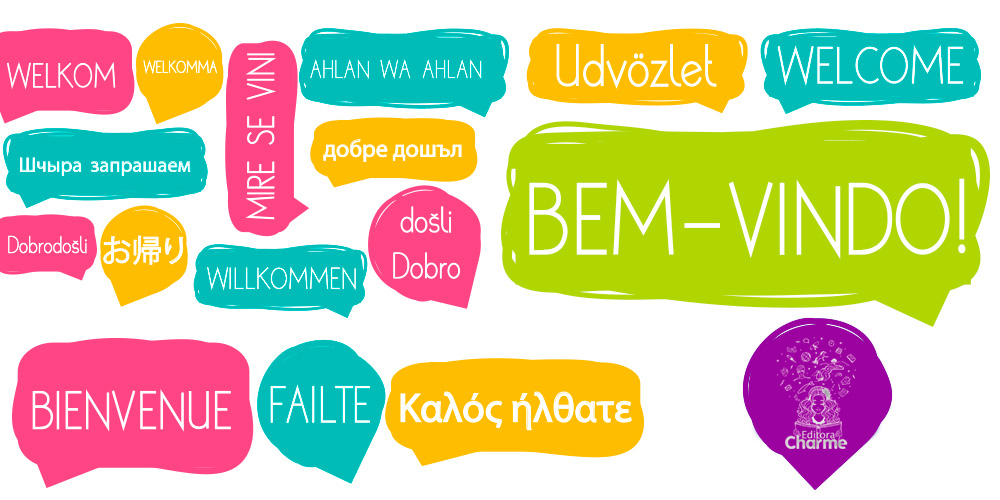 WELKOM
WELKOMMA
MIRE SE VINI
AHLAN WA AHLAN
Udvözlet
WELCOME
Шчыра запрашаем
добре дошъл
BEM-VINDO!
Dobrodošli
お帰り
WILLKOMMEN
došli
Dobro
BIENVENUE
FAILTE
Καλός ήλθατε
Editora
Charme